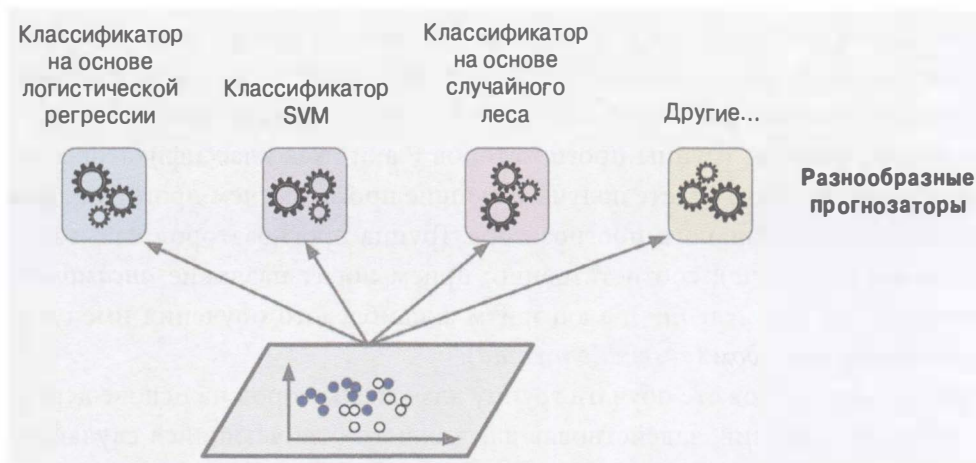 Классификатор
на основе
логистической
регрессии
Классификатор
SVM
Классификатор
на основе
случайного
леса
Другие...
Разнообразные
прогнозаторы